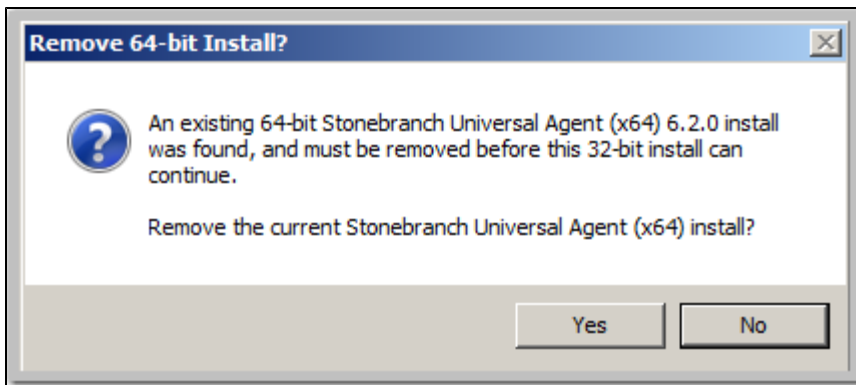 Remove 64-bit Install?
An existing 64-bit Stonebranch Universal Agent (x64) 6.2.0 install
was found, and must be removed before this 32-bit install can
continue.
Remove the current Stonebranch Universal Agent (x64) install?
Yes
No